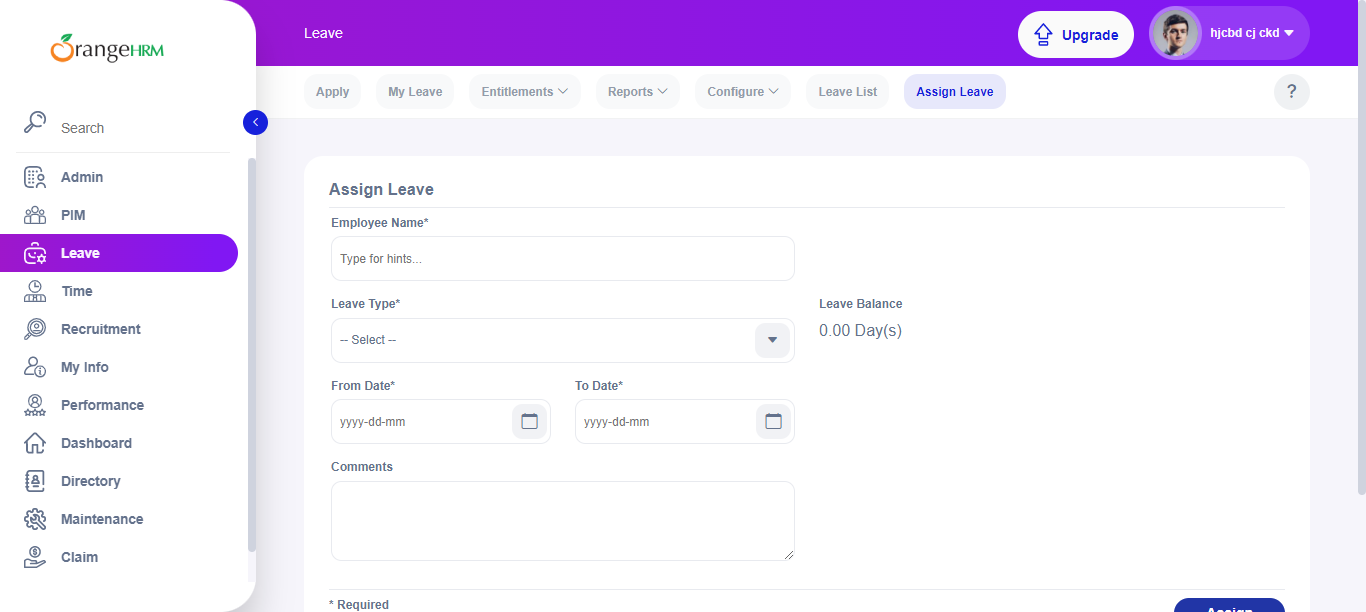 OrangeHRM
Leave
Upgrade
hjcbd cj ckd
Apply
My Leave
Entitlements
Reports
Configure
Leave List
Assign Leave
?
Search
Admin
PIM
Leave
Time
Recruitment
My Info
Performance
Dashboard
Directory
Maintenance
Claim
Assign Leave
Employee Name*
Type for hints...
Leave Type*
-- Select --
Leave Balance
0.00 Day(s)
From Date*
To Date*
yyyy-dd-mm
yyyy-dd-mm
Comments
* Required
Assign